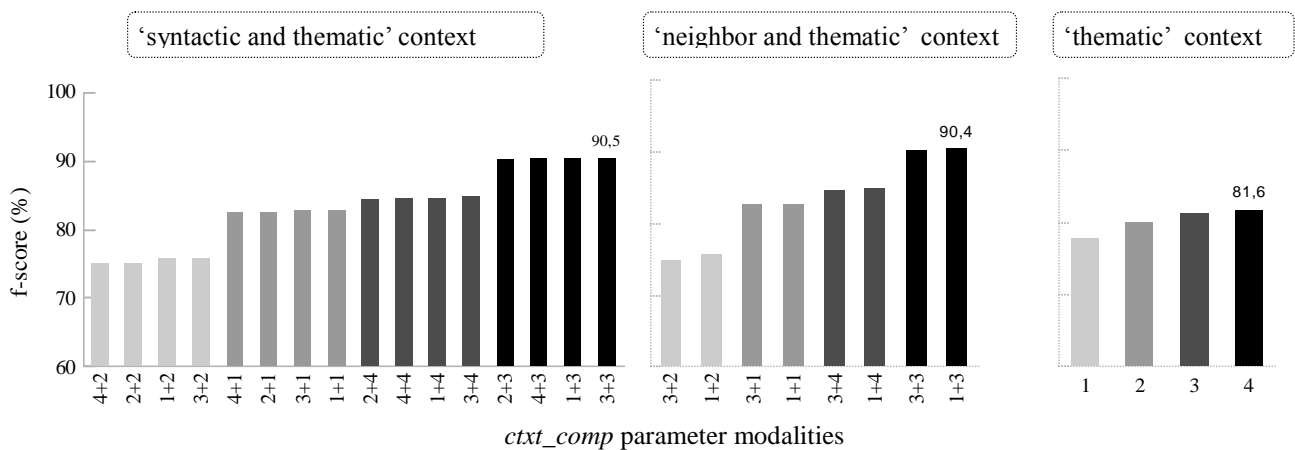 ‘syntactic and thematic’ context
‘neighbor and thematic’ context
‘thematic’ context
f-score (%)
100
90
80
70
60
90,5
90,4
81,6
4+2 2+2 1+2 3+2 4+1 2+1 3+1 1+1 2+4 4+4 1+4 3+4 2+3 4+3 1+3 3+3
3+2 1+2 3+1 1+1 3+4 1+4 3+3 1+3
1 2 3 4
ctxt_comp parameter modalities